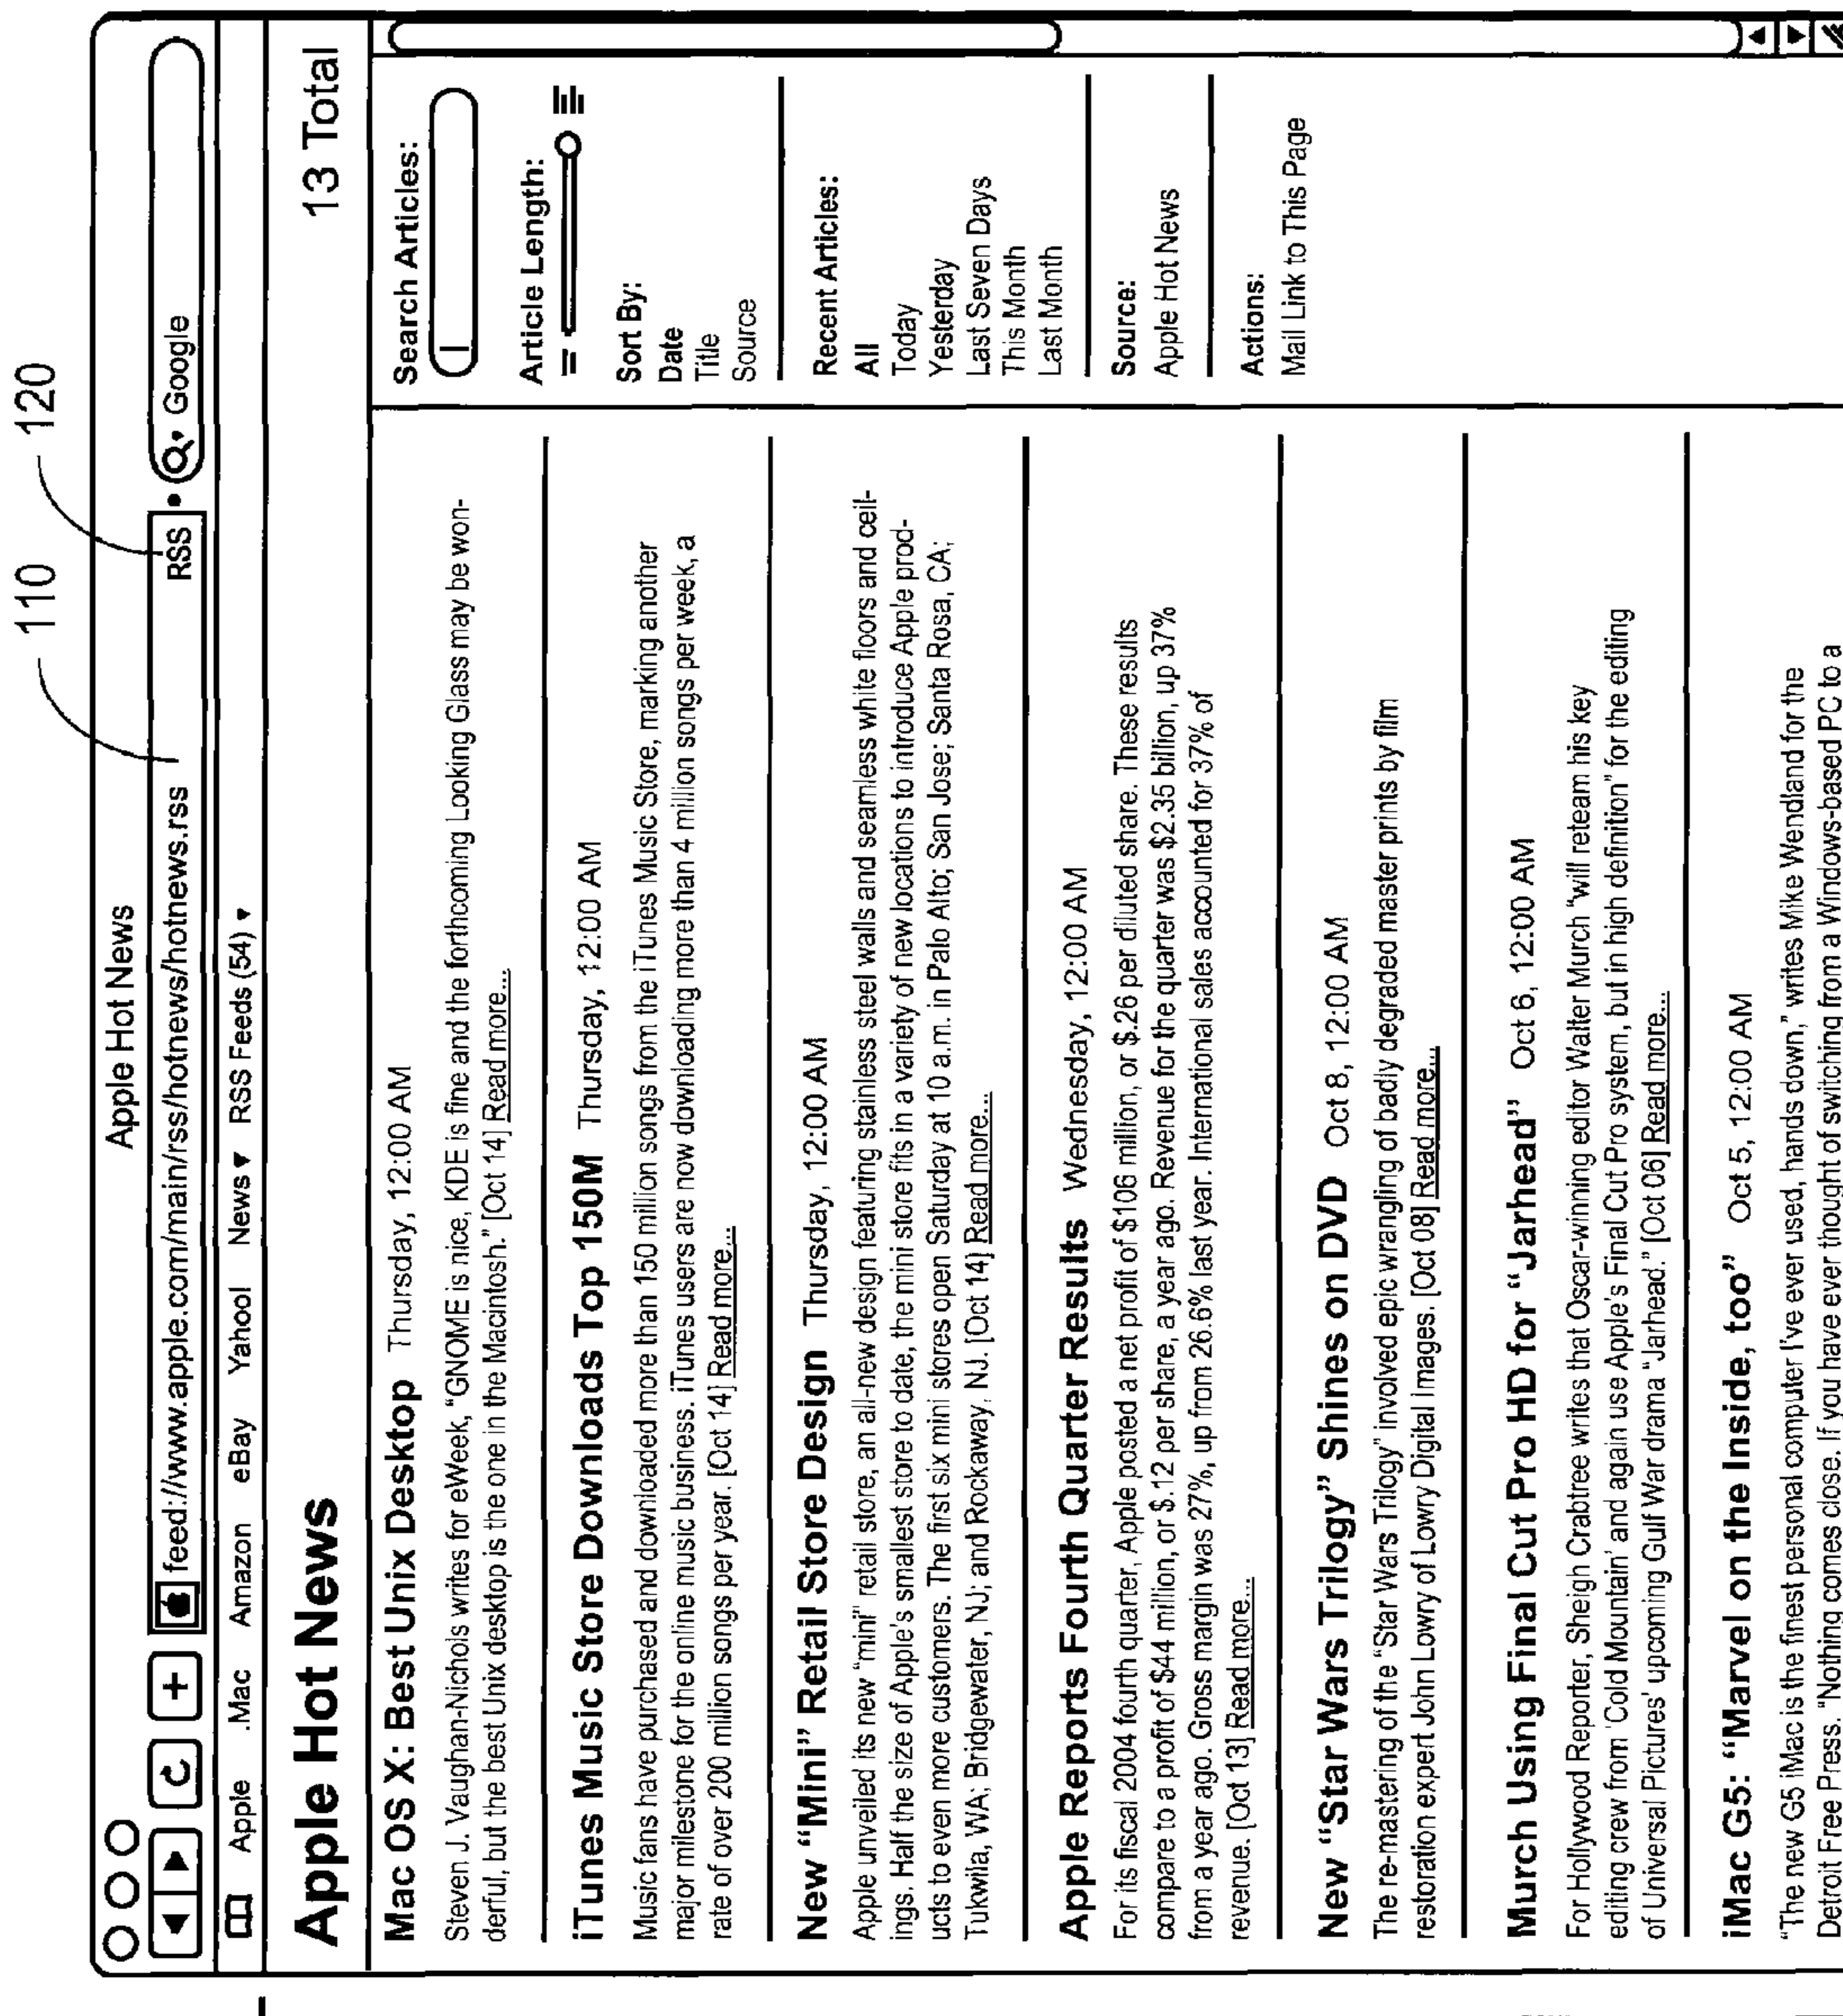 110
120
Apple Hot News
feed://www.apple.com/main/rss/hotnews/hotnews.rss
RSS
Google
Apple .Mac Amazon eBay Yahool News RSS Feeds (54)
Apple Hot News
13 Total
Mac OS X: Best Unix Desktop Thursday, 12:00 AM
Steven J. Vaughan-Nichois writes for eWeek, “GNOME is nice, KDE is fine and the forthcoming Looking Glass may be won-
derful, but the best Unix desktop is the one in the Macintosh.” [Oct 14] Read more...
iTunes Music Store Downloads Top 150M Thursday, 12:00 AM
Music fans have purchased and downloaded more than 150 million songs from the iTunes Music Store, marking another
major milestone for the online music business. iTunes users are now downloading more than 4 million songs per week, a
rate of over 200 million songs per year. [Oct 14] Read more...
New “Mini” Retail Store Design Thursday, 12:00 AM
Apple unveiled its new “mini” retail store, an all-new design featuring stainless steel walls and seamless white floors and ceil-
ings. Half the size of Apple's smallest store to date, the mini store fits in a variety of new locations to introduce Apple prod-
ucts to even more customers. The first six mini stores open Saturday at 10 a.m. in Palo Alto; San Jose; Santa Rosa, CA;
Tukwila, WA; Bridgewater, NJ; and Rockaway, NJ. [Oct 14] Read more...
Apple Reports Fourth Quarter Results Wednesday, 12:00 AM
For its fiscal 2004 fourth quarter, Apple posted a net profit of $106 million, or $.26 per diluted share. These results
compare to a profit of $44 million, or $.12 per share, a year ago. Revenue for the quarter was $2.35 billion, up 37%
from a year ago. Gross margin was 27%, up from 26.6% last year. International sales accounted for 37% of
revenue. [Oct 13] Read more...
New “Star Wars Trilogy” Shines on DVD Oct 8, 12:00 AM
The re-mastering of the “Star Wars Trilogy” involved epic wrangling of badly degraded master prints by film
restoration expert John Lowry of Lowry Digital Images. [Oct 08] Read more...
Murch Using Final Cut Pro HD for “Jarhead” Oct 6, 12:00 AM
For Hollywood Reporter, Sheigh Crabtree writes that Oscar-winning editor Walter Murch “will reteam his key
editing crew from ‘Cold Mountain’ and again use Apple's Final Cut Pro system, but in high definition” for the editing
of Universal Pictures' upcoming Gulf War drama “Jarhead.” [Oct 06] Read more...
iMac G5: “Marvel on the Inside, too” Oct 5, 12:00 AM
“The new G5 iMac is the finest personal computer I've ever used, hands down,” writes Mike Wendland for the
Detroit Free Press. “Nothing comes close. If you have ever thought of switching from a Windows-based PC to a
Search Articles:
Article Length:
Sort By:
Date
Title
Source
Recent Articles:
All
Today
Yesterday
Last Seven Days
This Month
Last Month
Source:
Apple Hot News
Actions:
Mail Link to This Page